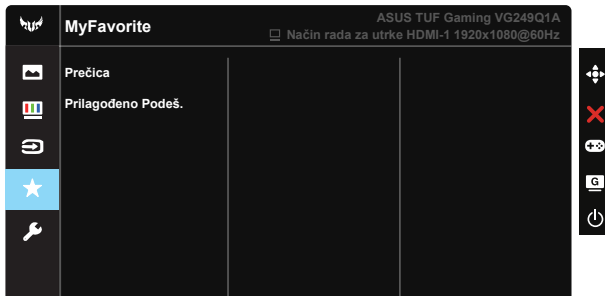 MyFavorite
ASUS TUF Gaming VG249Q1A
Način rada za utrke HDMI-1 1920x1080@60Hz
Prečica
Prilagođeno Podeš.
G